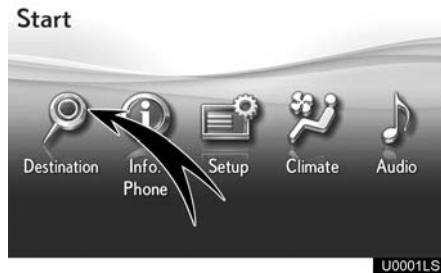 Start
Destination
Info.
Phone
Setup
Climate
Audio
U0001LS